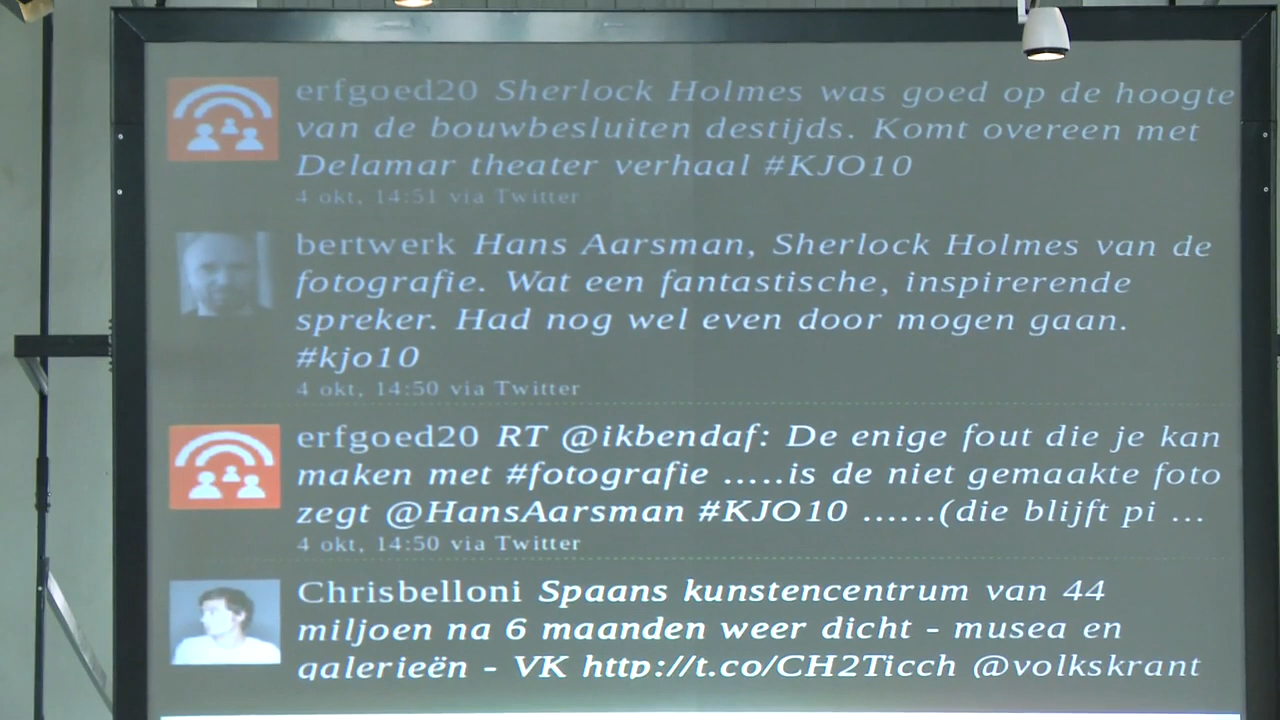 erfgoed20 Sherlock Holmes was goed op de hoogte
van de bouwbesluiten destijds. Komt overeen met
Delamar theater verhaal #KJO10
4 okt, 14:51 via Twitter
bertwerk Hans Aarsman, Sherlock Holmes van de
fotografie. Wat een fantastische, inspirerende
spreker. Had nog wel even door mogen gaan.
#kjo10
4 okt, 14:50 via Twitter
erfgoed20 RT @ikbendaf: De enige fout die je kan
maken met #fotografie .....is de niet gemaakte foto
zegt @HansAarsman #KJO10 ......(die blijft pi ...
4 okt, 14:50 via Twitter
Chrisbelloni Spaans kunstencentrum van 44
miljoen na 6 maanden weer dicht - musea en
galerieën - VK http://t.co/CH2Ticch @volkskrant